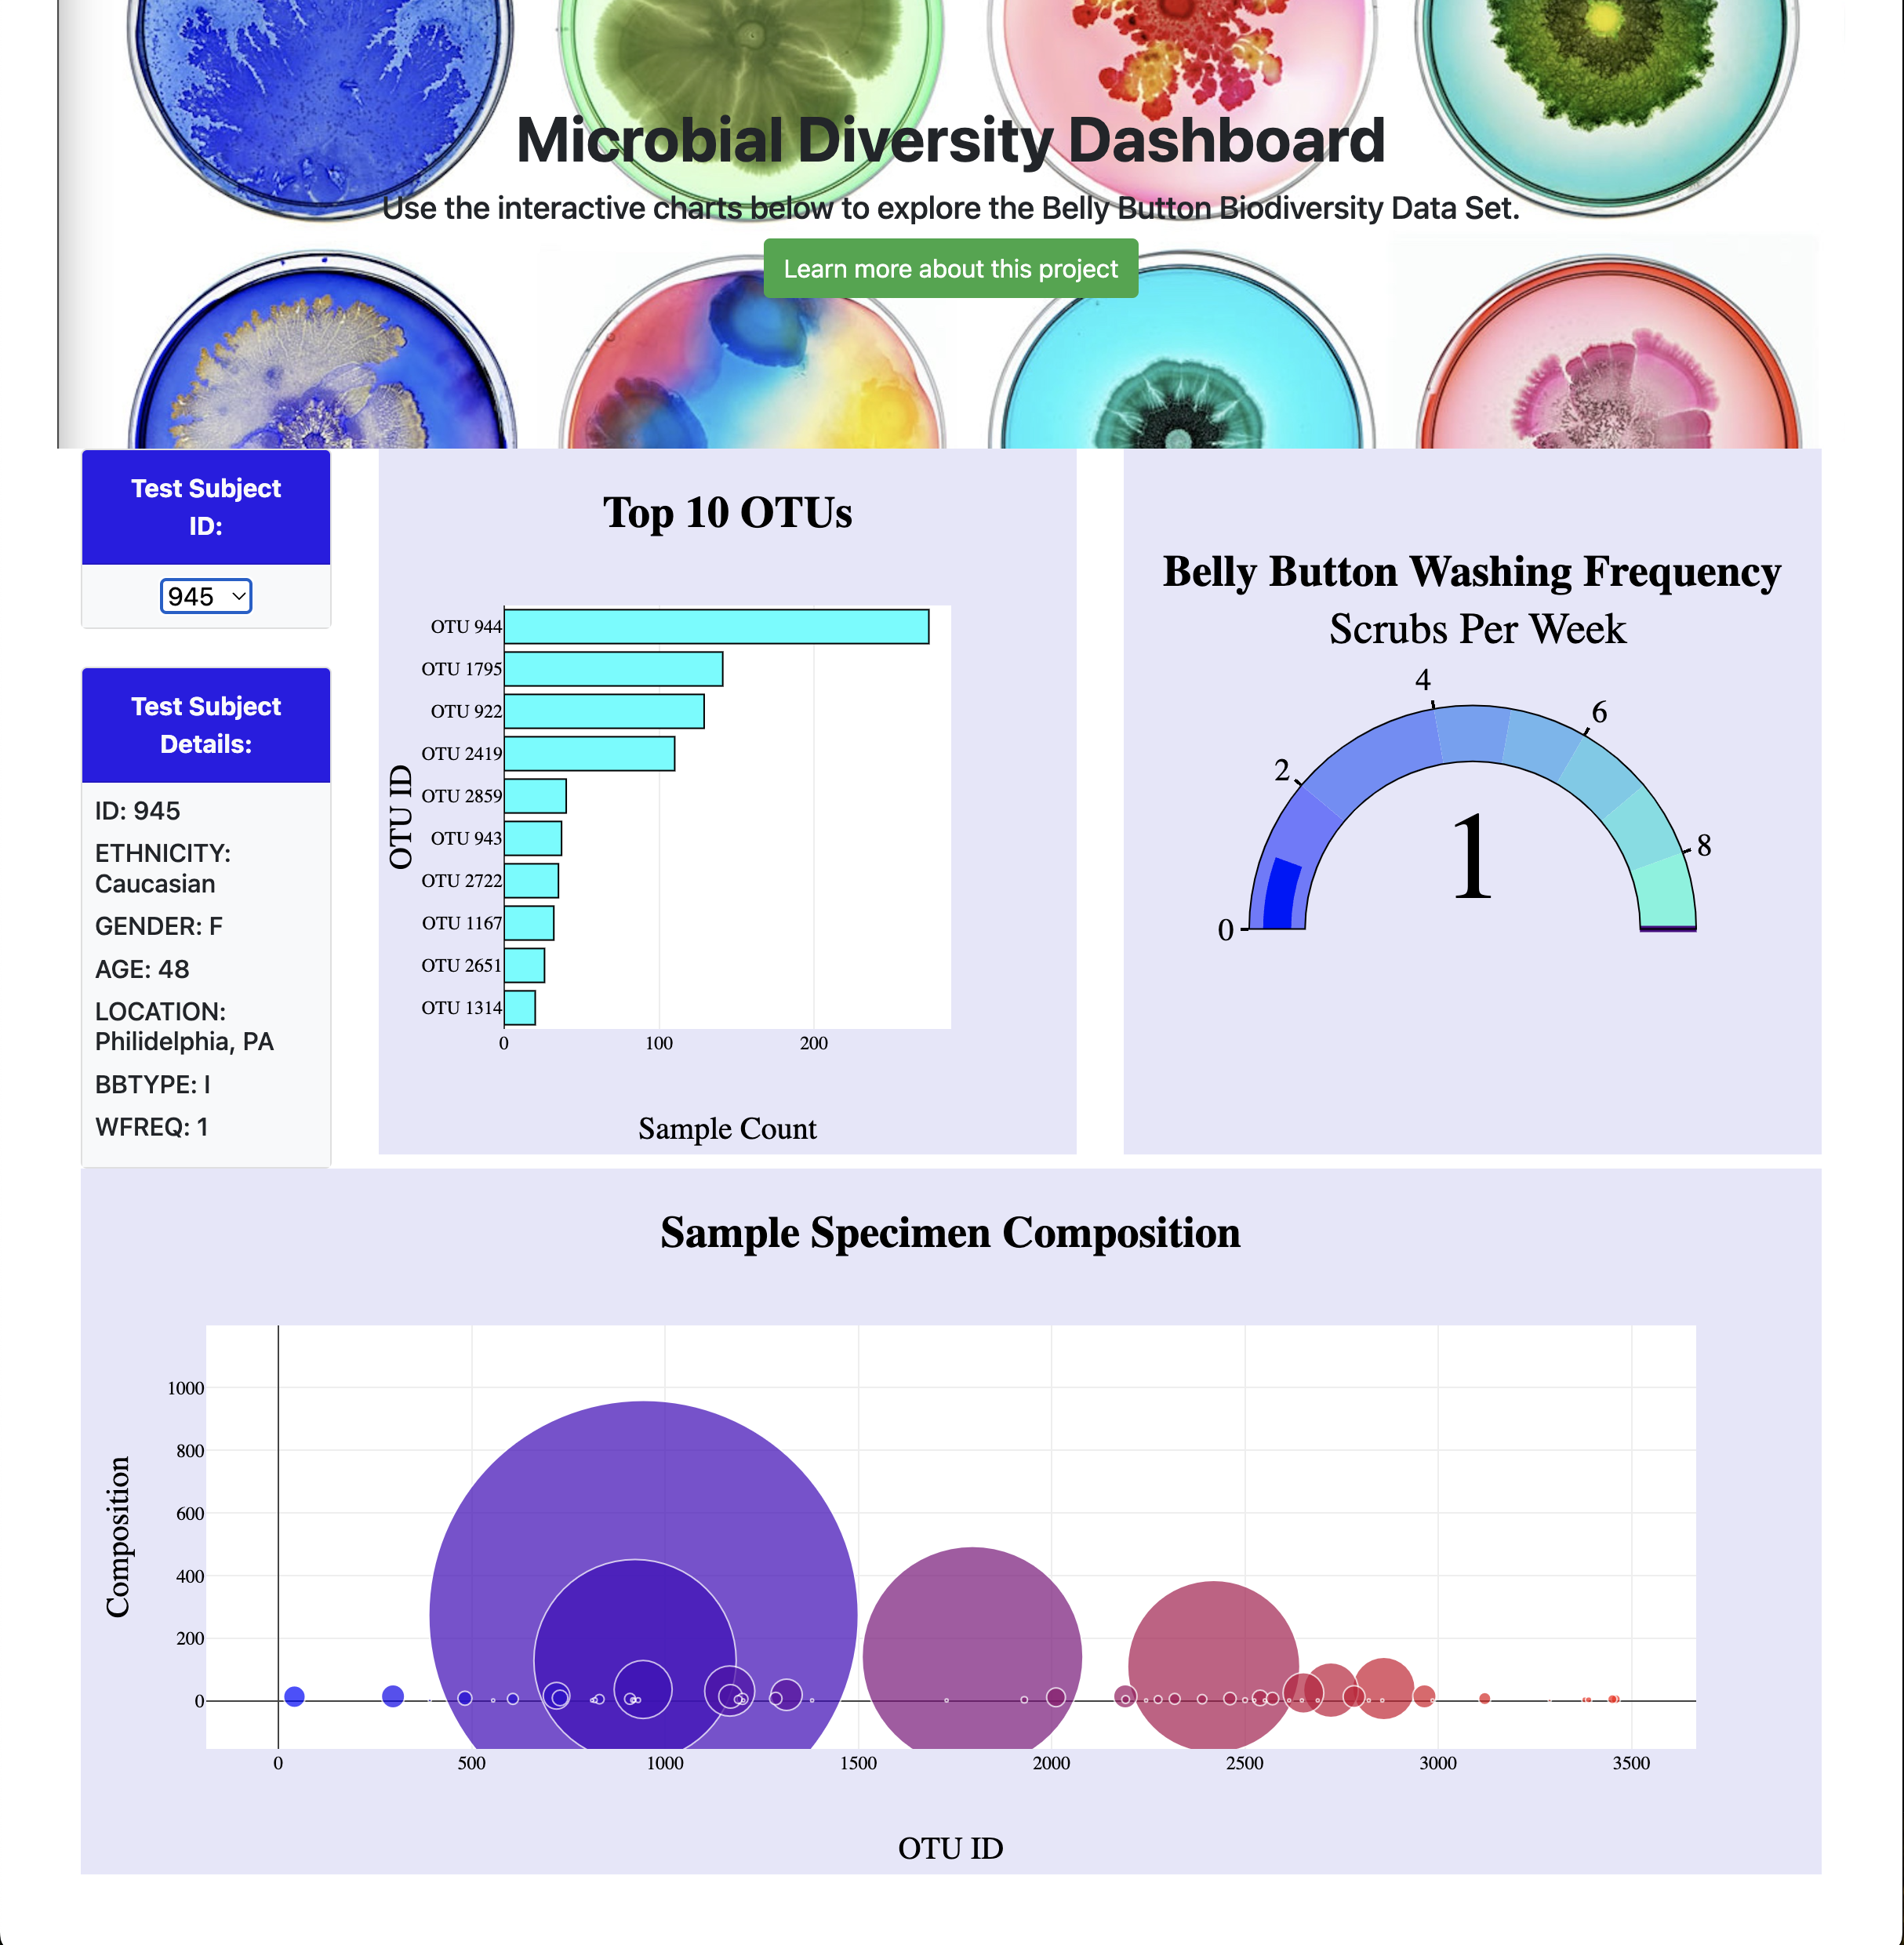 Microbial Diversity Dashboard
Use the interactive charts below to explore the Belly Button Biodiversity Data Set.
Learn more about this project
Test Subject
ID:
945
Test Subject
Details:
ID: 945
ETHNICITY:
Caucasian
GENDER: F
AGE: 48
LOCATION:
Philidelphia, PA
BBTYPE: I
WFREQ: 1
Top 10 OTUs
OTU ID
OTU 944
OTU 1795
OTU 922
OTU 2419
OTU 2859
OTU 943
OTU 2722
OTU 1167
OTU 2651
OTU 1314
0 100 200
Sample Count
Belly Button Washing Frequency
Scrubs Per Week
0
2
4
6
8
1
Sample Specimen Composition
Composition
1000
800
600
400
200
0
0 500 1000 1500 2000 2500 3000 3500
OTU ID